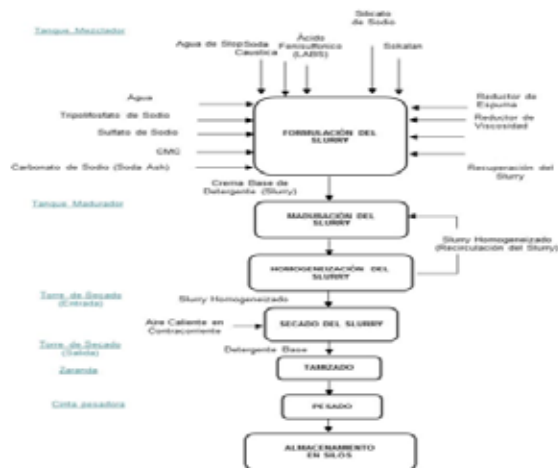 Silicato
de Sodio
Tanque Mezclador
Ácido
Agua de Slop
Soda
Caustica
Fenisulfonico
(LABS)
Sokalan
Agua
Tripolifosfato de Sodio
Sulfato de Sodio
CMC
Carbonato de Sodio (Soda Ash)
FORMULACIÓN DEL
SLURRY
Reductor de
Espuma
Reductor de
Viscosidad
Recuperación del
Slurry
Crema Base de
Detergente (Slurry)
Tanque Madurador
MADURACIÓN DEL
SLURRY
Slurry Homogeneizado
(Recirculación del Slurry)
HOMOGENEIZACIÓN DEL
SLURRY
Torre de Secado
(Entrada)
Slurry Homogeneizado
Aire Caliente en
Contracorriente
SECADO DEL SLURRY
Torre de Secado
(Salida)
Detergente Base
Zaranda
TAMIZADO
Cinta pesadora
PESADO
ALMACENAMIENTO
EN SILOS